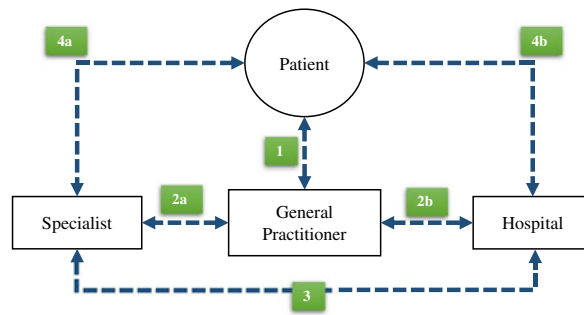 4a
4b
Patient
1
2a
2b
Specialist
General
Practitioner
Hospital
3